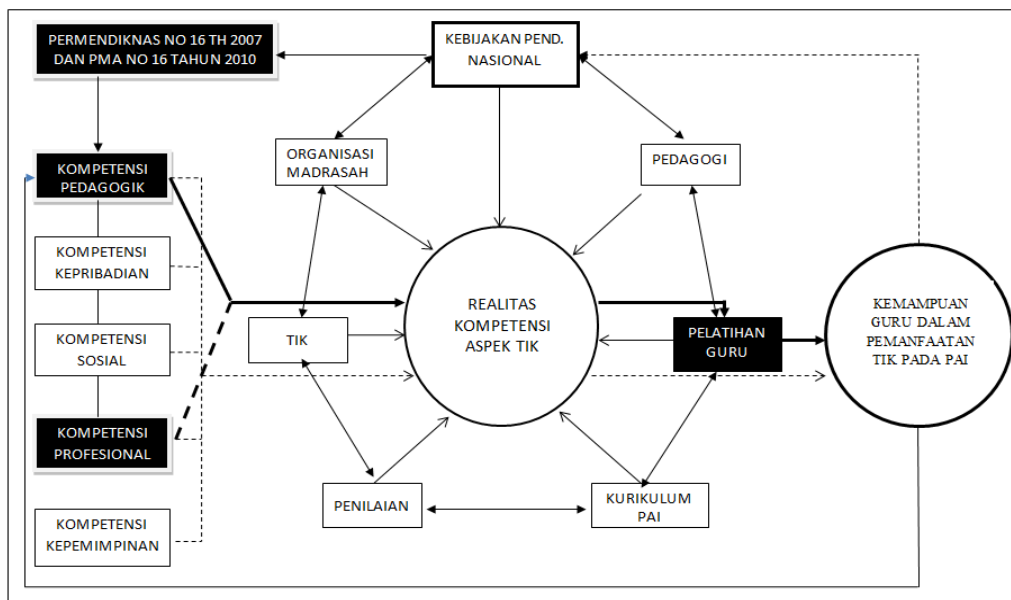 PERMENDIKNAS NO 16 TH 2007
DAN PMA NO 16 TAHUN 2010
KEBIJAKAN PEND.
NASIONAL
ORGANISASI
MADRASAH
PEDAGOGI
KOMPETENSI
PEDAGOGIK
KOMPETENSI
KEPRIBADIAN
KOMPETENSI
SOSIAL
KOMPETENSI
PROFESIONAL
KOMPETENSI
KEPEMIMPINAN
TIK
REALITAS
KOMPETENSI
ASPEK TIK
PELATIHAN
GURU
KEMAMPUAN
GURU DALAM
PEMANFAATAN
TIK PADA PAI
PENILAIAN
KURIKULUM
PAI